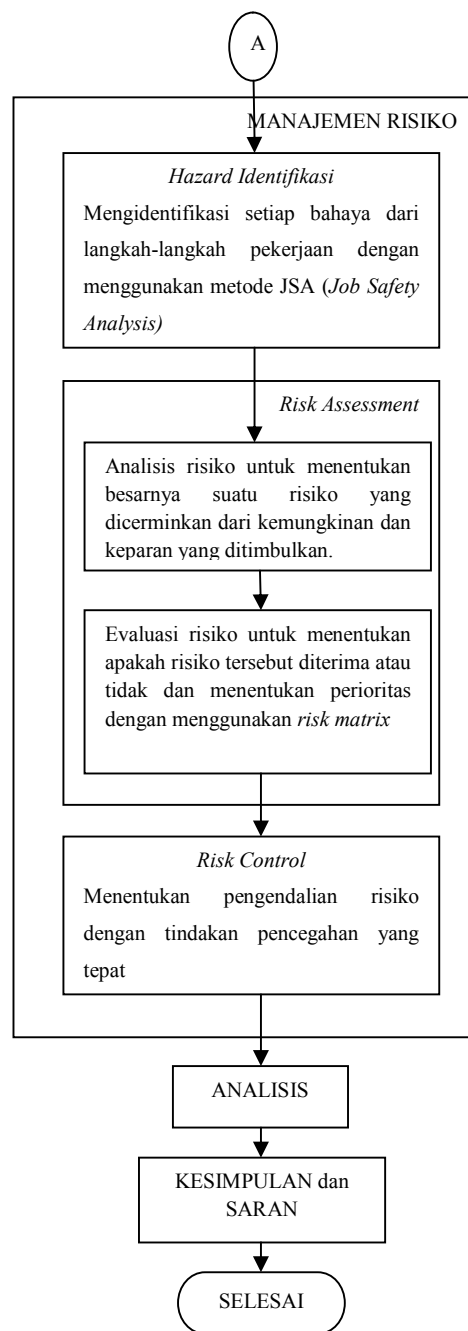 A
MANAJEMEN RISIKO
Hazard Identifikasi
Mengidentifikasi setiap bahaya dari
langkah-langkah pekerjaan dengan
menggunakan metode JSA (Job Safety
Analysis)
Risk Assessment
Analisis risiko untuk menentukan
besarnya suatu risiko yang
dicerminkan dari kemungkinan dan
keparan yang ditimbulkan.
Evaluasi risiko untuk menentukan
apakah risiko tersebut diterima atau
tidak dan menentukan perioritas
dengan menggunakan risk matrix
Risk Control
Menentukan pengendalian risiko
dengan tindakan pencegahan yang
tepat
ANALISIS
KESIMPULAN dan
SARAN
SELESAI